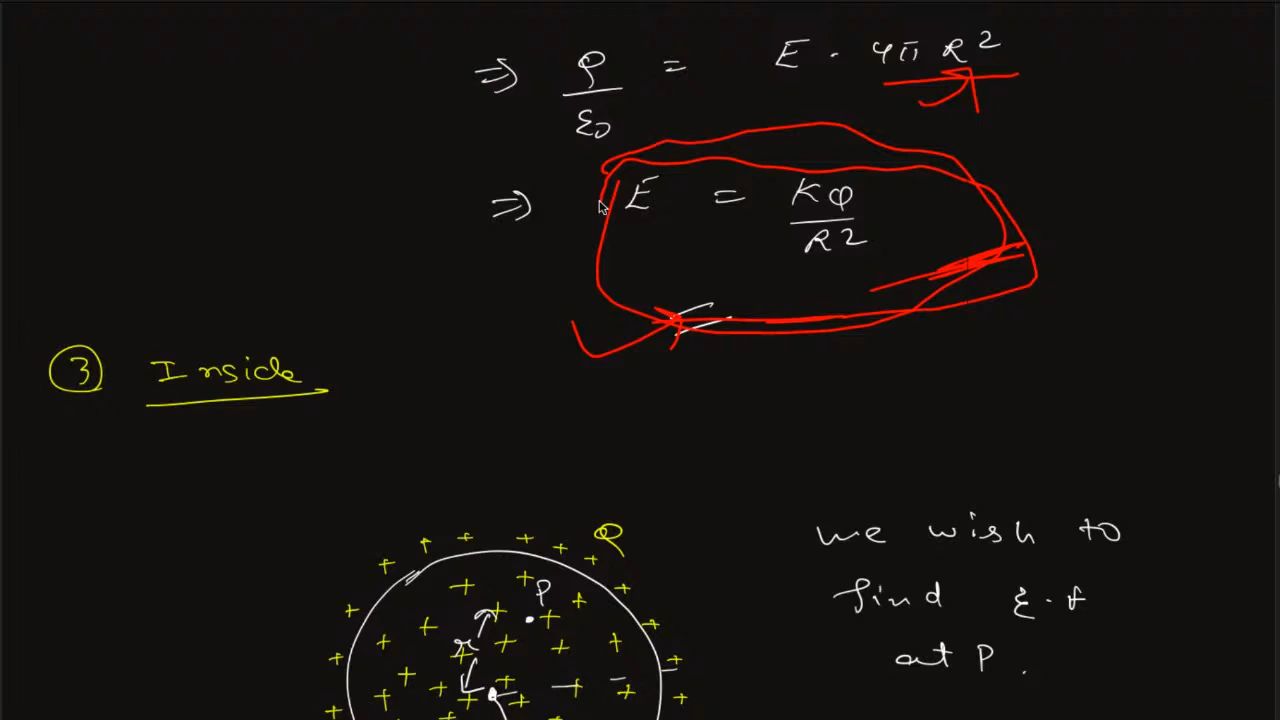 ⇒ Q/ε0 = E · 4π R2
⇒ E = KQ/R2
③ Inside
Q
P
r
we wish to
find E.f
at P.